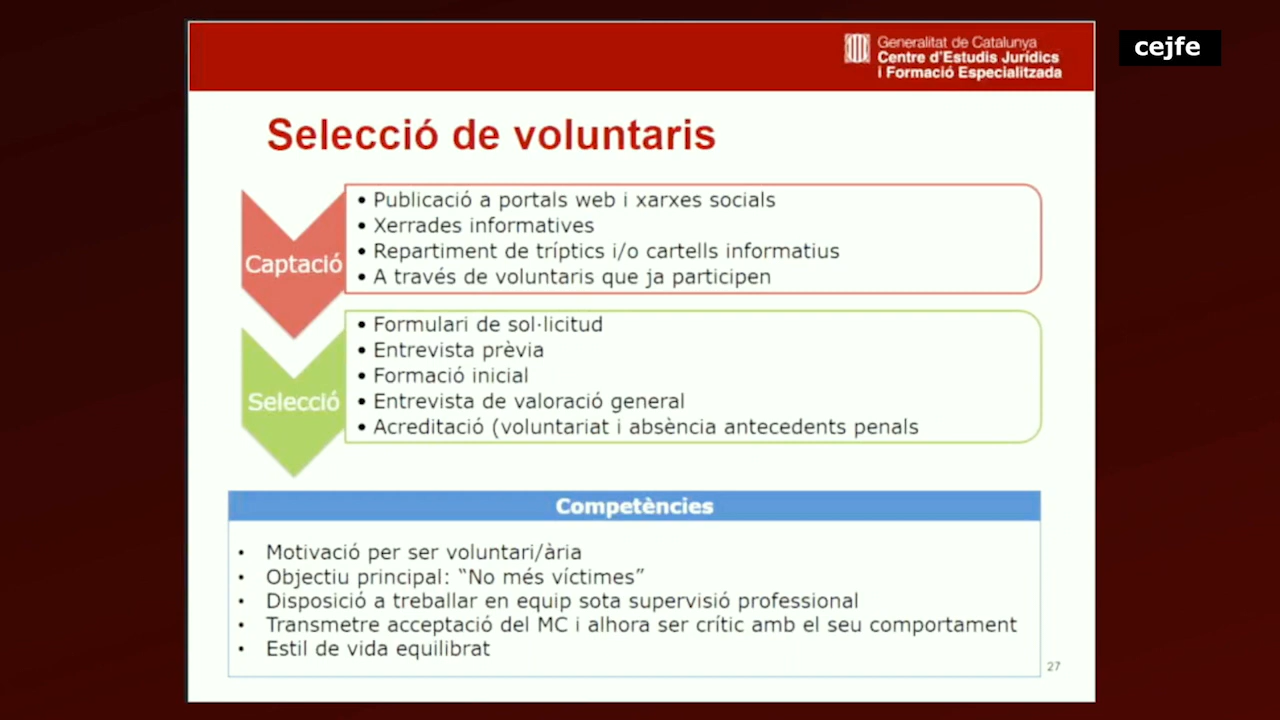 Generalitat de Catalunya
Centre d'Estudis Jurídics
i Formació Especialitzada
cejfe
Selecció de voluntaris
Captació
• Publicació a portals web i xarxes socials
• Xerrades informatives
• Repartiment de tríptics i/o cartells informatius
• A través de voluntaris que ja participen
Selecció
• Formulari de sol·licitud
• Entrevista prèvia
• Formació inicial
• Entrevista de valoració general
• Acreditació (voluntariat i absència antecedents penals
Competències
• Motivació per ser voluntari/ària
• Objectiu principal: “No més víctimes”
• Disposició a treballar en equip sota supervisió professional
• Transmetre acceptació del MC i alhora ser crític amb el seu comportament
• Estil de vida equilibrat
27